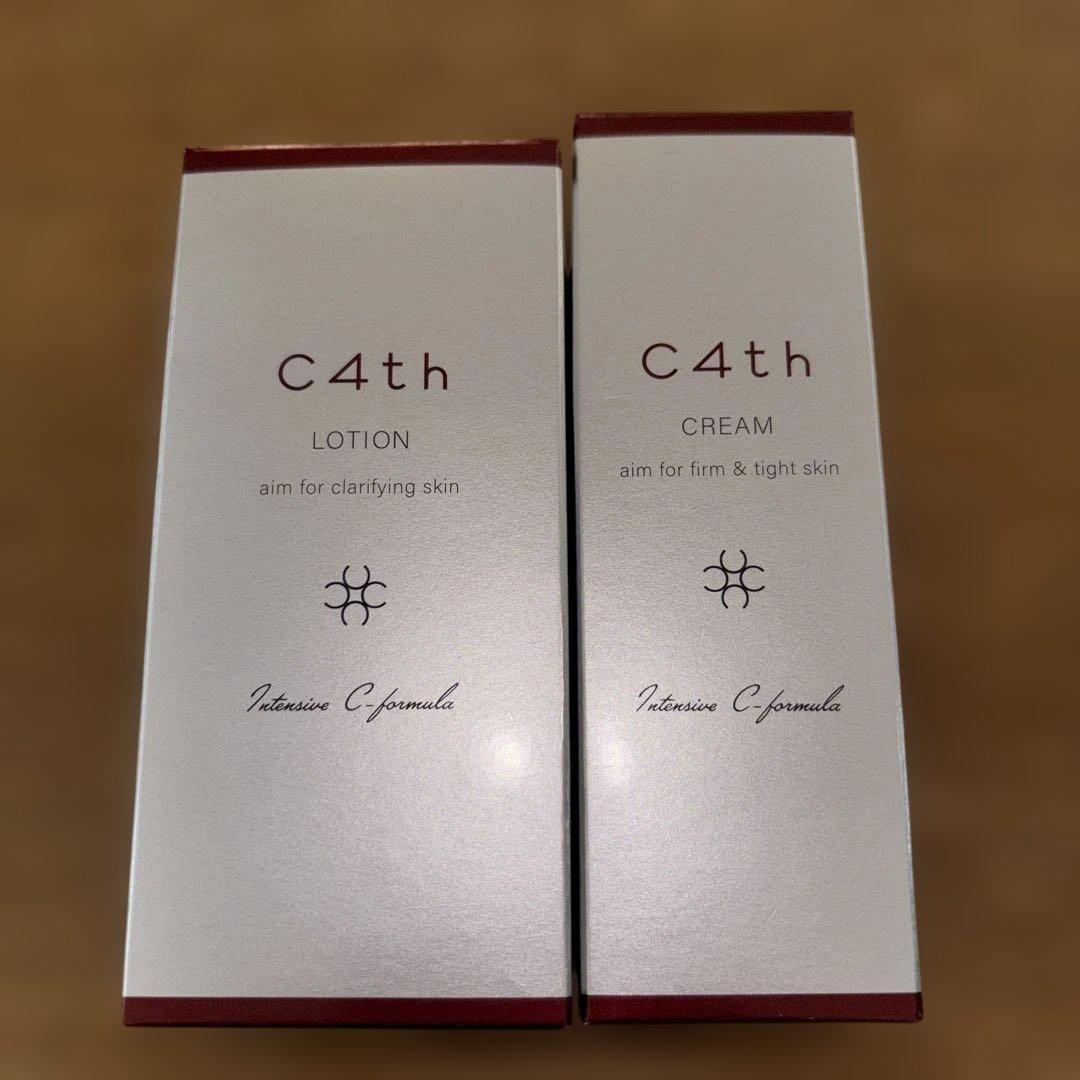 C4th
LOTION
aim for clarifying skin
Intensive C-formula
C4th
CREAM
aim for firm & tight skin
Intensive C-formula